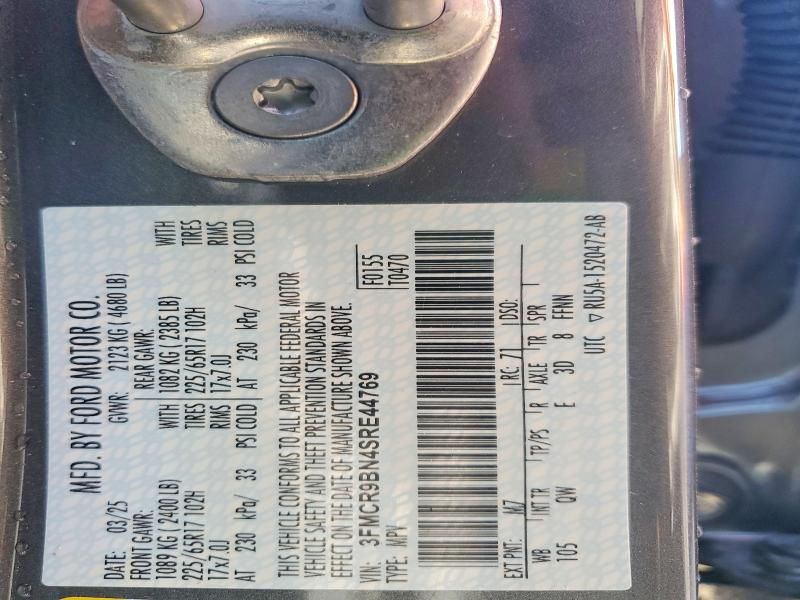 MFD. BY FORD MOTOR CO.
DATE: 03/25 GWR: 2123 KG ( 4680 LB)
FRONT GAWR: REAR GAWR:
1089 KG ( 2400 LB) WITH 1082 KG ( 2385 LB) WITH
225/65R17 102H TIRES 225/65R17 102H TIRES
17x7.0J RIMS 17x7.0J RIMS
AT 230 kPa/ 33 PSI COLD AT 230 kPa/ 33 PSI COLD
THIS VEHICLE CONFORMS TO ALL APPLICABLE FEDERAL MOTOR
VEHICLE SAFETY AND THEFT PREVENTION STANDARDS IN
EFFECT ON THE DATE OF MANUFACTURE SHOWN ABOVE.
VIN: 3FMCR9BN4SRE44769 F0155
TYPE: MPV T0470
EXT PNT: M7 RC: 71 DSO:
WB INT TR TP/PS R AXLE TR SPR
105 QW E 3D 8 FFNN
UTC ▽ RU5A-1520472-AB